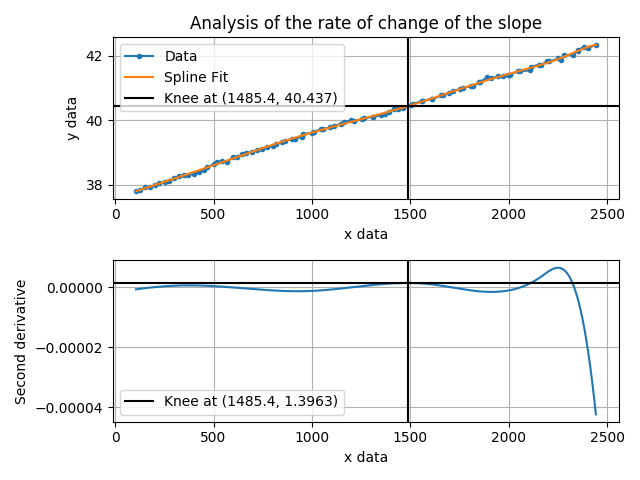 Analysis of the rate of change of the slope
Data
Spline Fit
Knee at (1485.4, 40.437)
42
40
38
y data
0 500 1000 1500 2000 2500
x data
0.00000
−0.00002
−0.00004
Second derivative
Knee at (1485.4, 1.3963)
0 500 1000 1500 2000 2500
x data